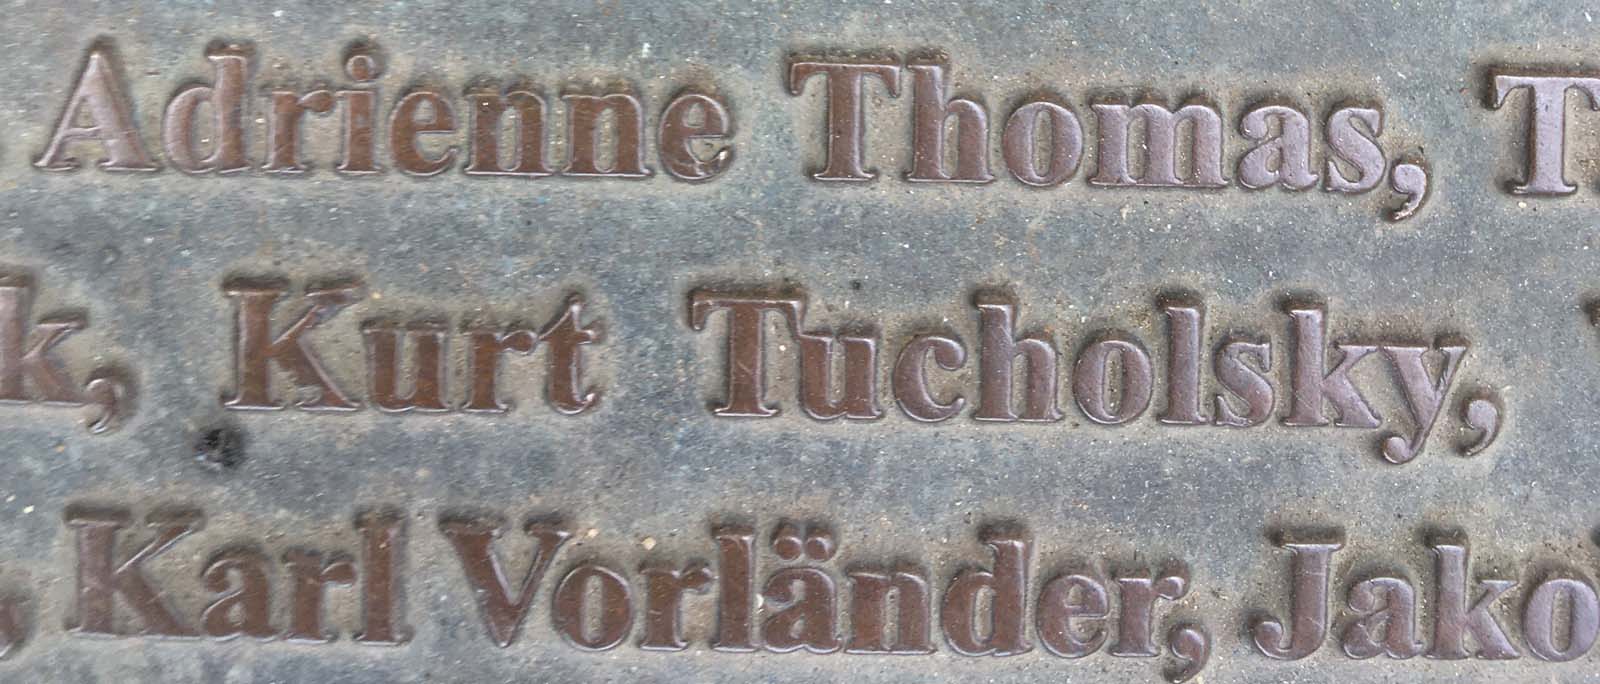 Adrienne Thomas, T
k, Kurt Tucholsky,
, Karl Vorländer, Jako